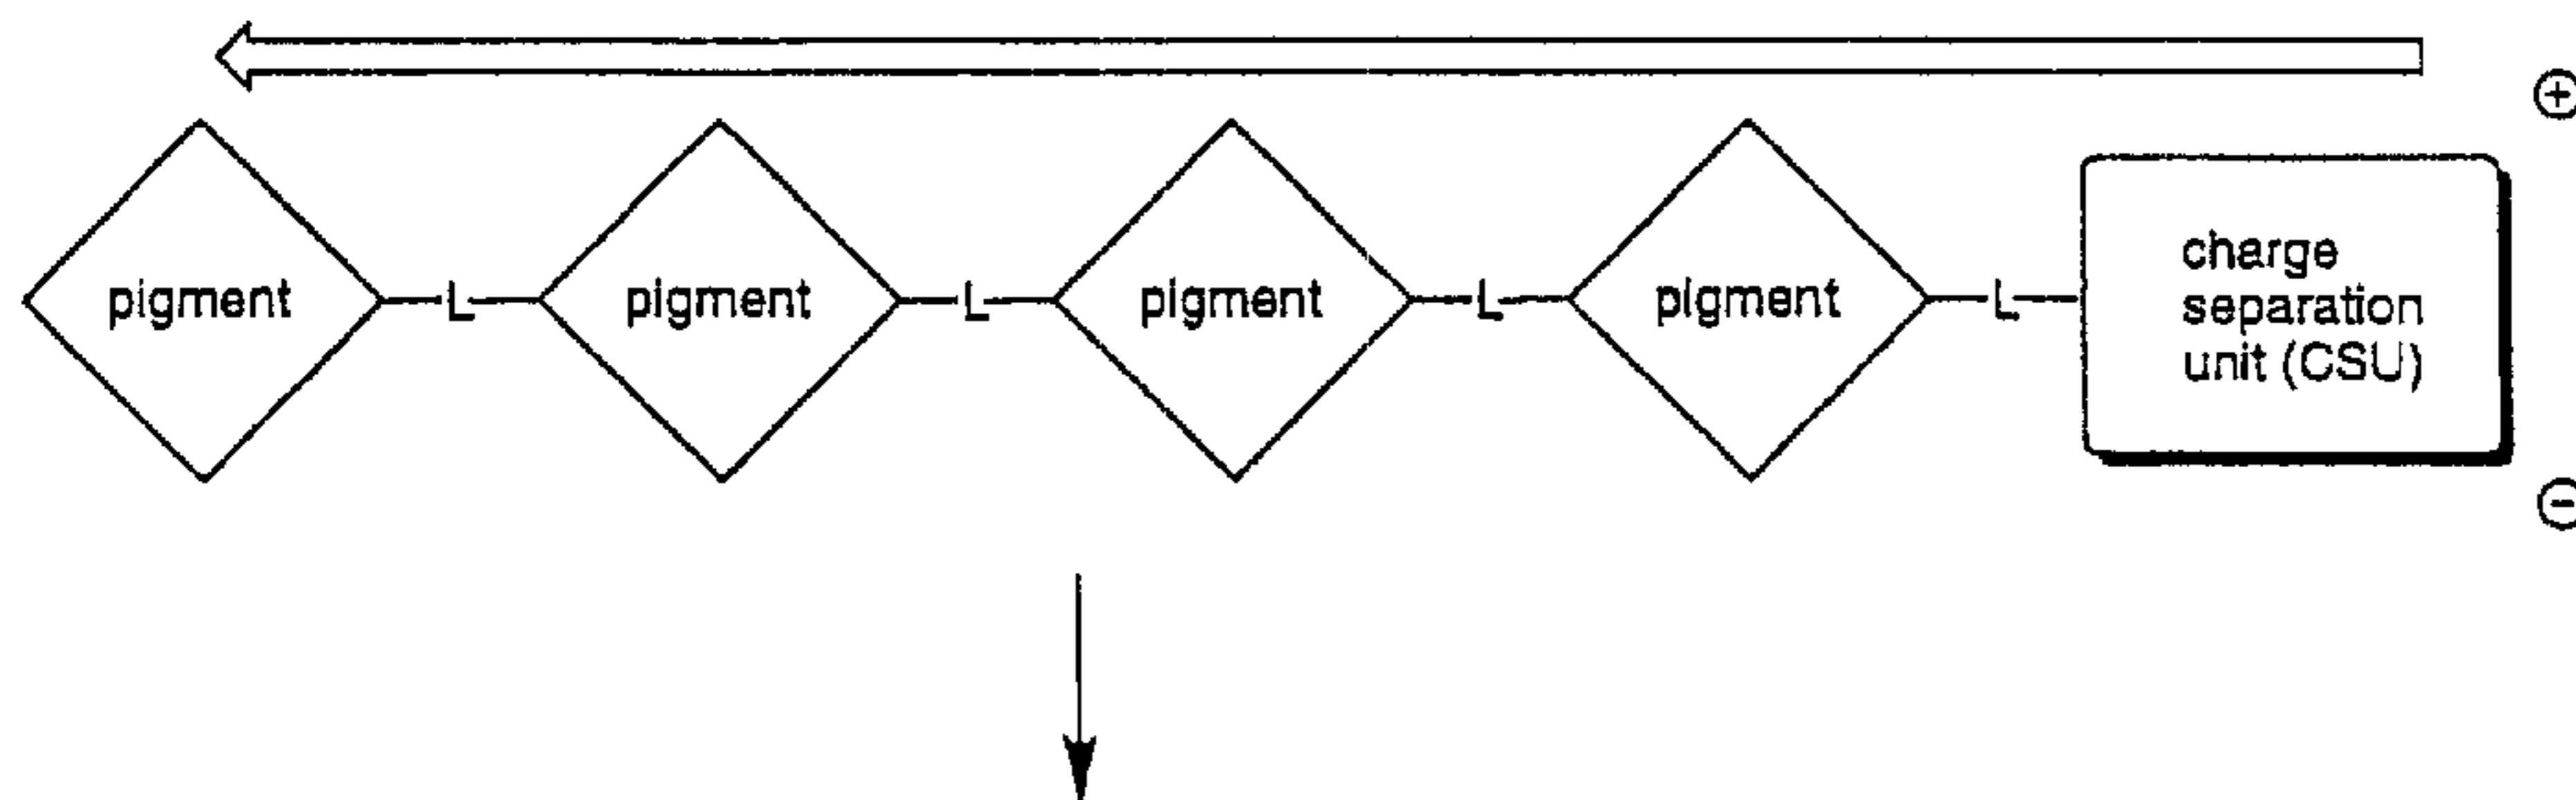 ⊕
pigment L pigment L pigment L pigment L charge
separation
unit (CSU)
⊖